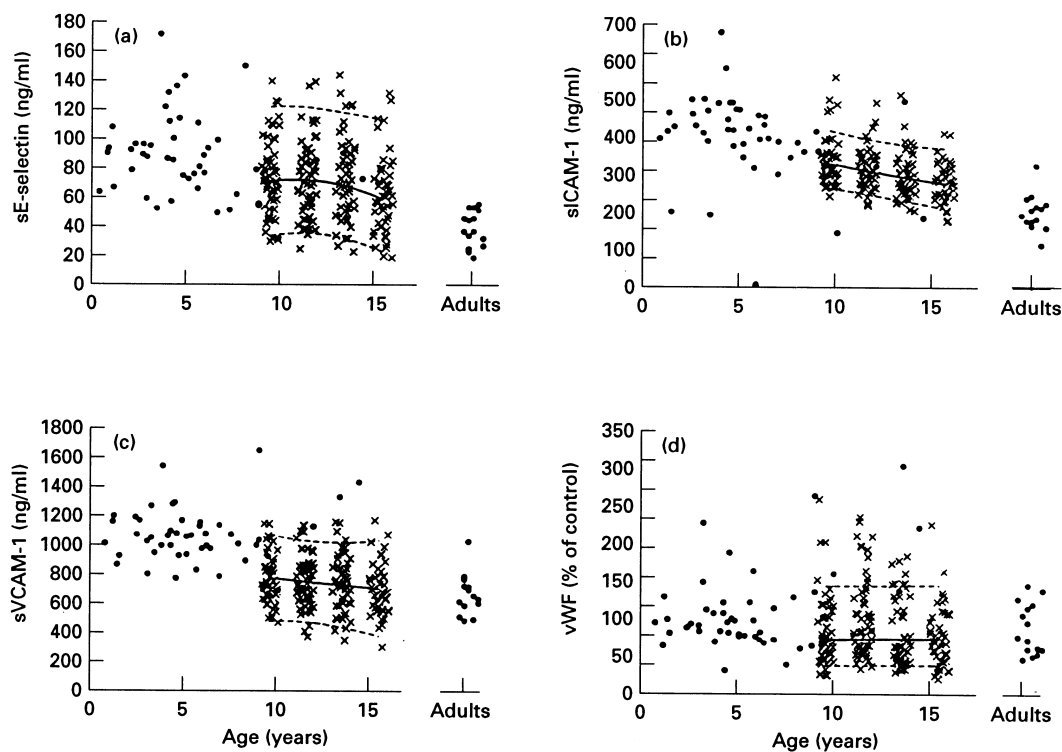 (a)
sE-selectin (ng/ml)
180
160
140
120
100
80
60
40
20
0
0 5 10 15 Adults
(b)
sICAM-1 (ng/ml)
700
600
500
400
300
200
100
0
0 5 10 15 Adults
(c)
sVCAM-1 (ng/ml)
1800
1600
1400
1200
1000
800
600
400
200
0
0 5 10 15 Adults
Age (years)
(d)
vWF (% of control)
350
300
250
200
150
100
50
0
0 5 10 15 Adults
Age (years)